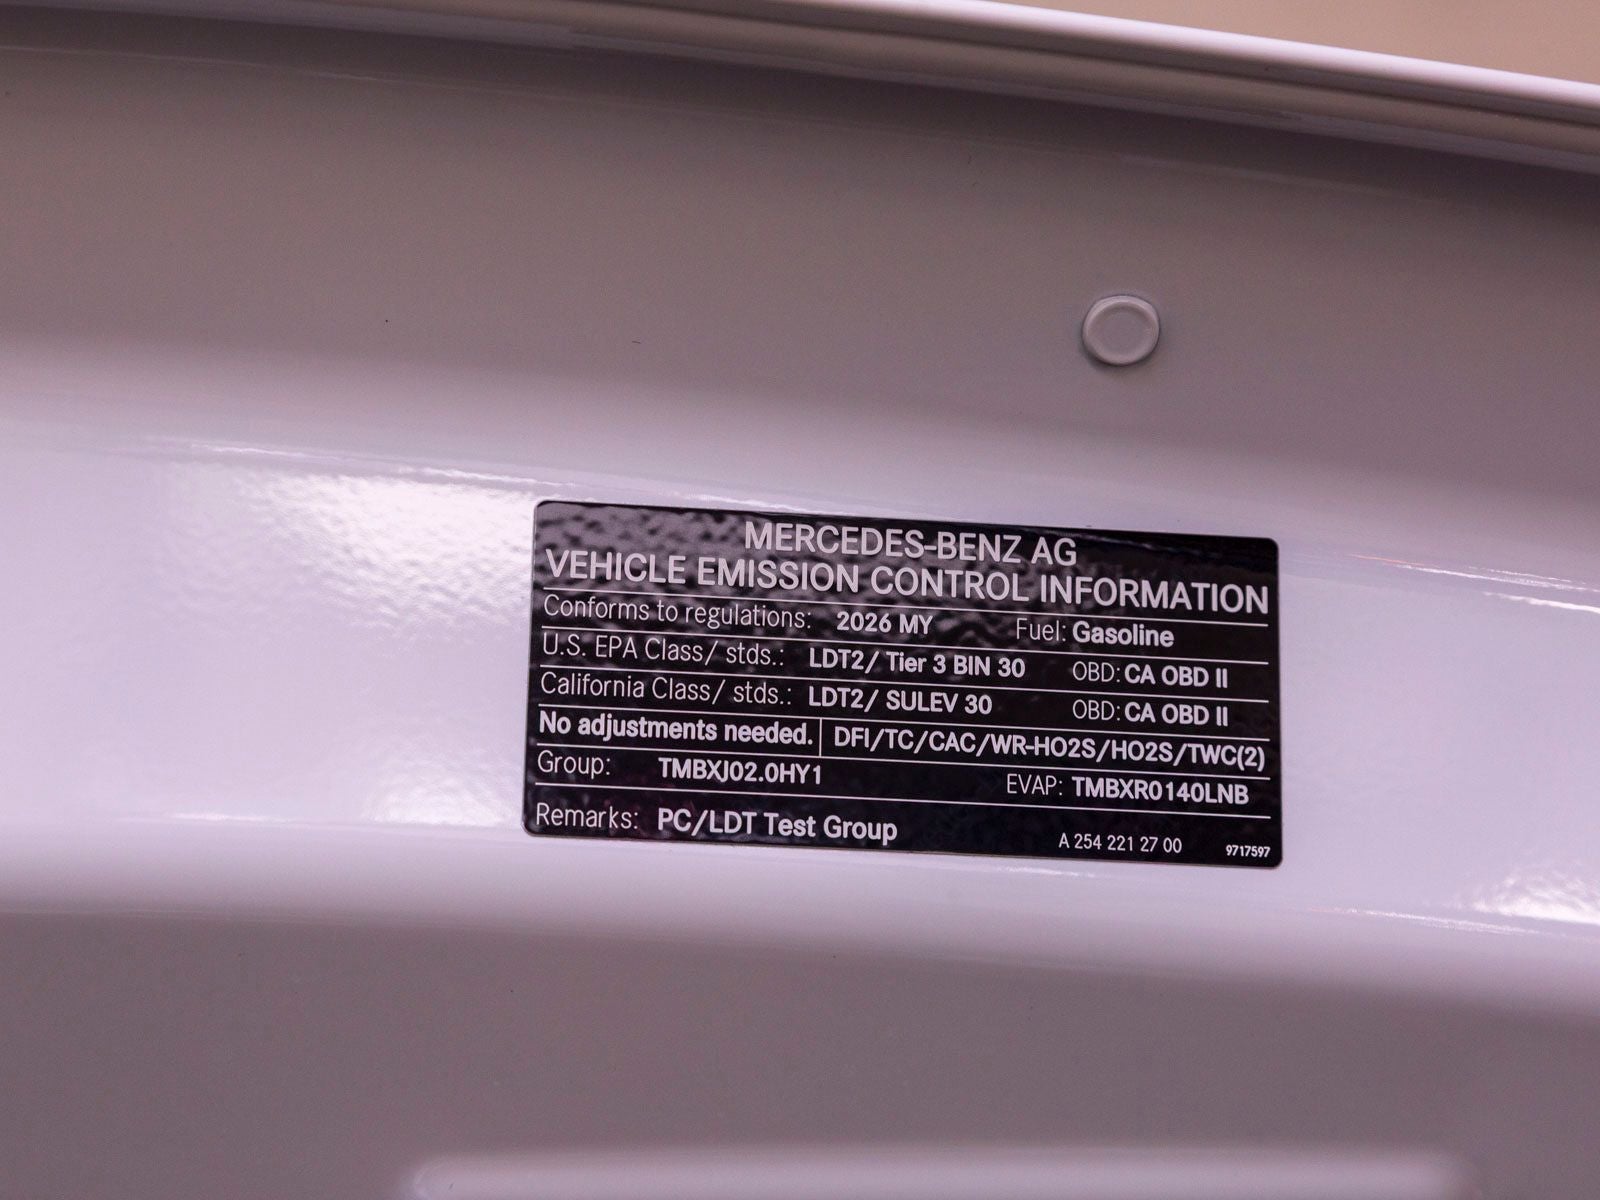 MERCEDES-BENZ AG
VEHICLE EMISSION CONTROL INFORMATION
Conforms to regulations: 2026 MY Fuel: Gasoline
U.S. EPA Class/ stds.: LDT2/ Tier 3 BIN 30 OBD: CA OBD II
California Class/ stds.: LDT2/ SULEV 30 OBD: CA OBD II
No adjustments needed. DFI/TC/CAC/WR-HO2S/HO2S/TWC(2)
Group: TMBXJ02.0HY1 EVAP: TMBXR0140LNB
Remarks: PC/LDT Test Group A 254 221 27 00 9717597